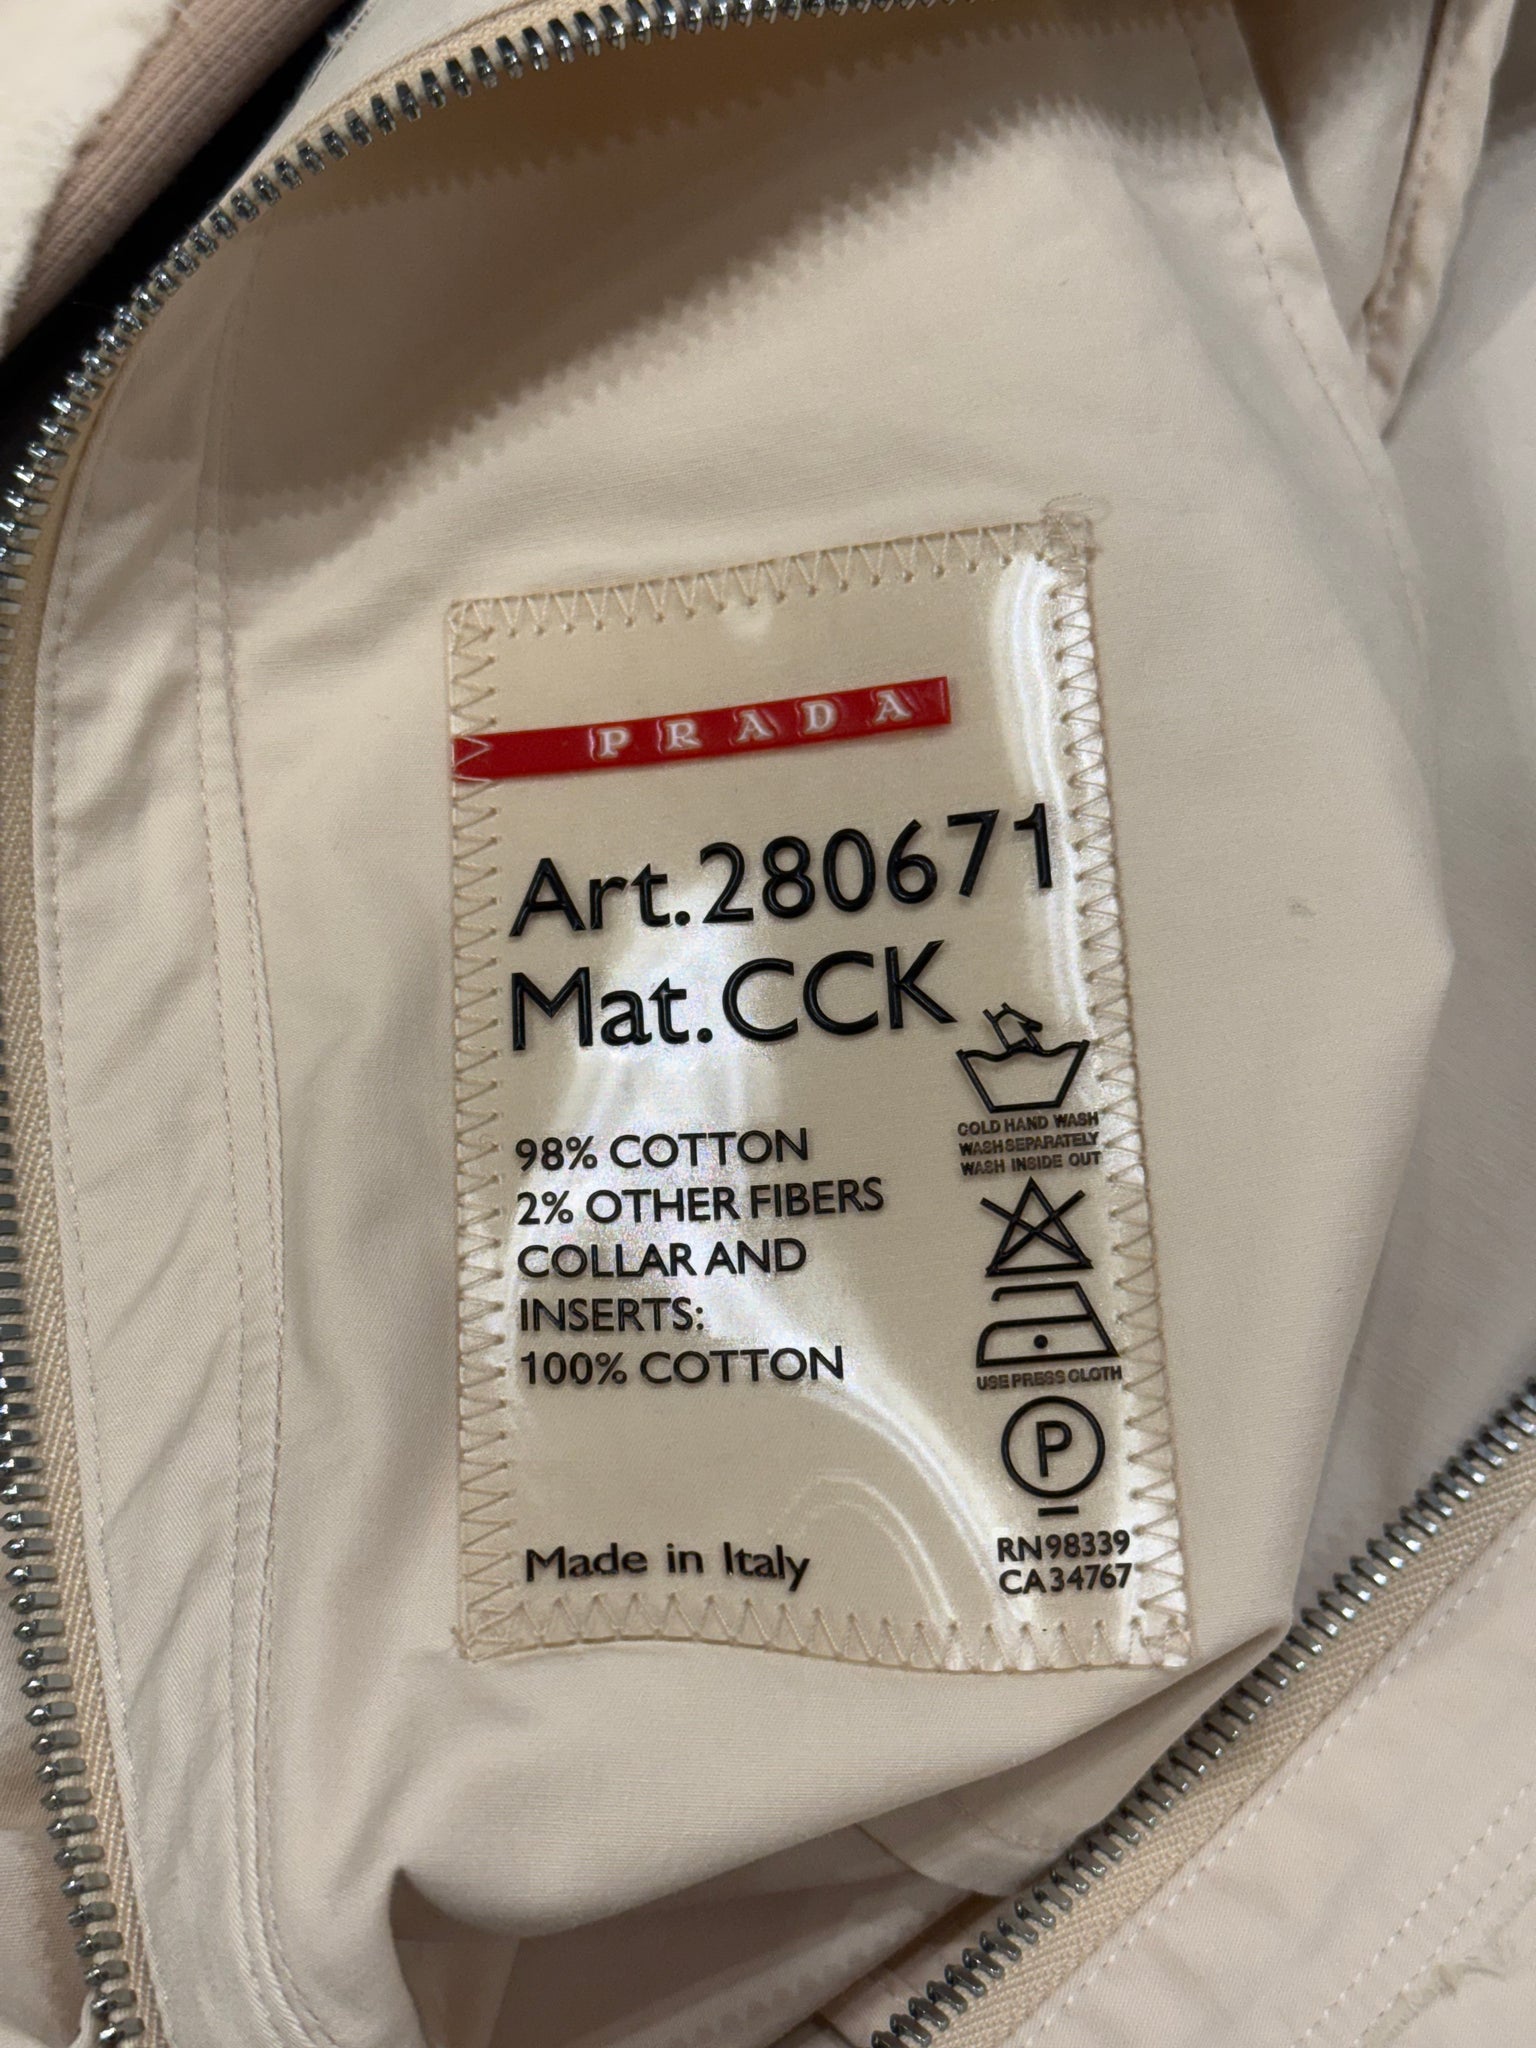 PRADA
Art.280671
Mat.CCK
COLD HAND WASH
WASH SEPARATELY
WASH INSIDE OUT
98% COTTON
2% OTHER FIBERS
COLLAR AND
INSERTS:
100% COTTON
USE PRESS CLOTH
P
Made in Italy
RN98339
CA34767